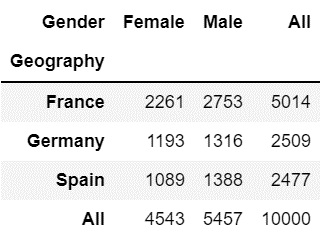 Gender Female Male All
Geography
France 2261 2753 5014
Germany 1193 1316 2509
Spain 1089 1388 2477
All 4543 5457 10000